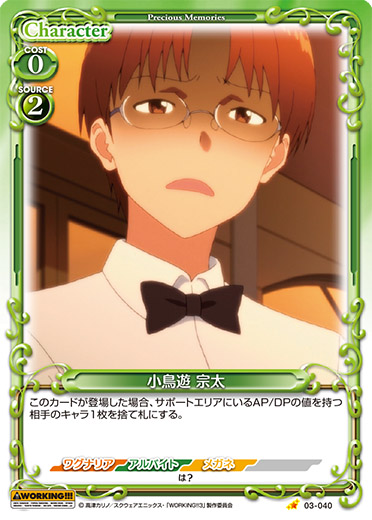 Precious Memories
Character
COST
0
SOURCE
2
小鳥遊 宗太
このカードが登場した場合、サポートエリアにいるAP/DPの値を持つ
相手のキャラ1枚を捨て札にする。
ワグナリア アルバイト メガネ
は?
WORKING!!! 03-040
© 高津カリノ/スクウェアエニックス・「WORKING!!3」製作委員会